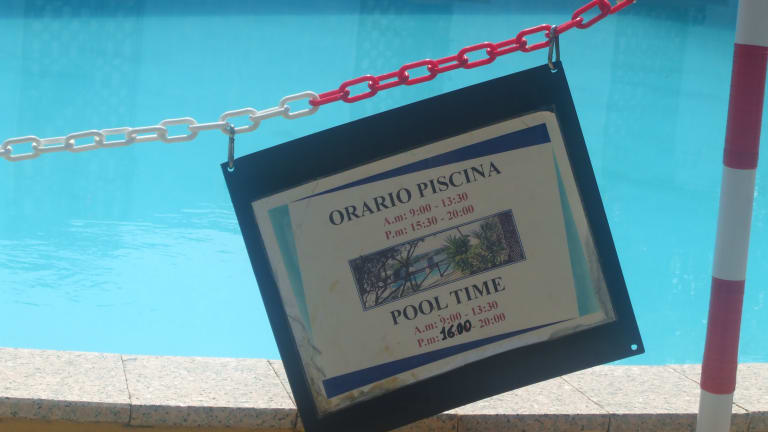 ORARIO PISCINA
A.m: 9:00 - 13:30
P.m: 15:30 - 20:00
POOL TIME
A.m: 9:00 - 13:30
P.m: 16:00 - 20:00